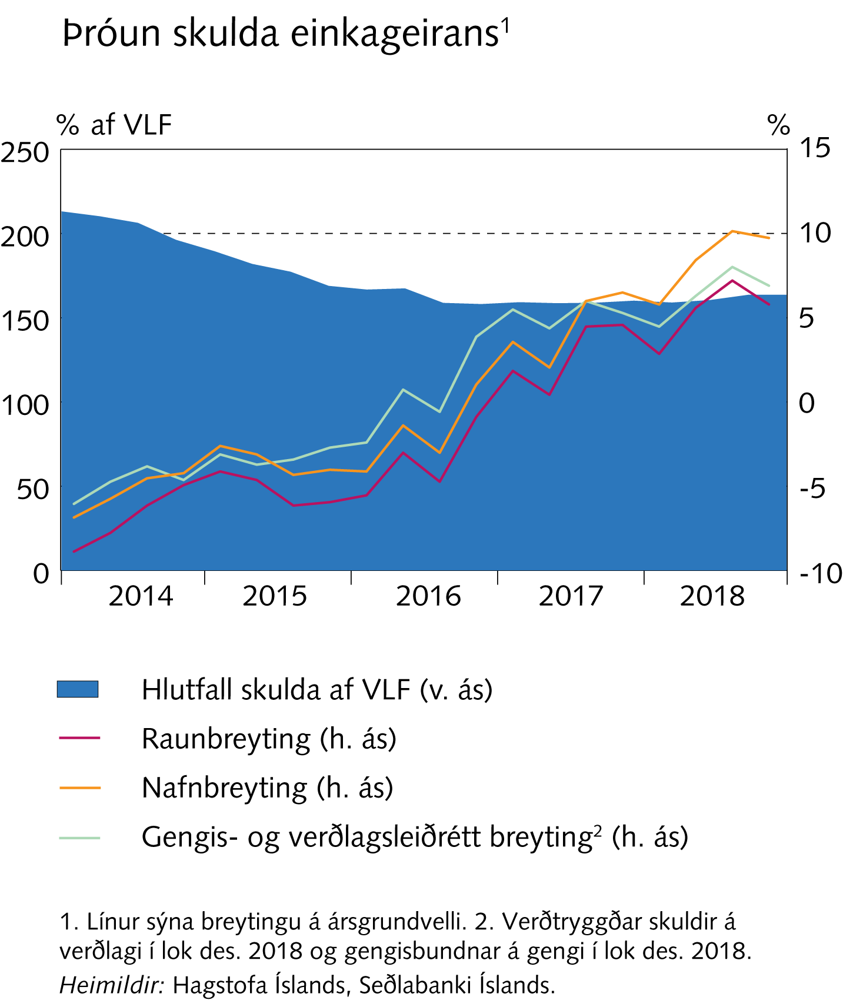 Þróun skulda einkageirans¹
% af VLF
%
250
200
150
100
50
0
15
10
5
0
-5
-10
2014 2015 2016 2017 2018
Hlutfall skulda af VLF (v. ás)
Raunbreyting (h. ás)
Nafnbreyting (h. ás)
Gengis- og verðlagsleiðrétt breyting² (h. ás)
1. Línur sýna breytingu á ársgrundvelli. 2. Verðtryggðar skuldir á
verðlagi í lok des. 2018 og gengisbundnar á gengi í lok des. 2018.
Heimildir: Hagstofa Íslands, Seðlabanki Íslands.